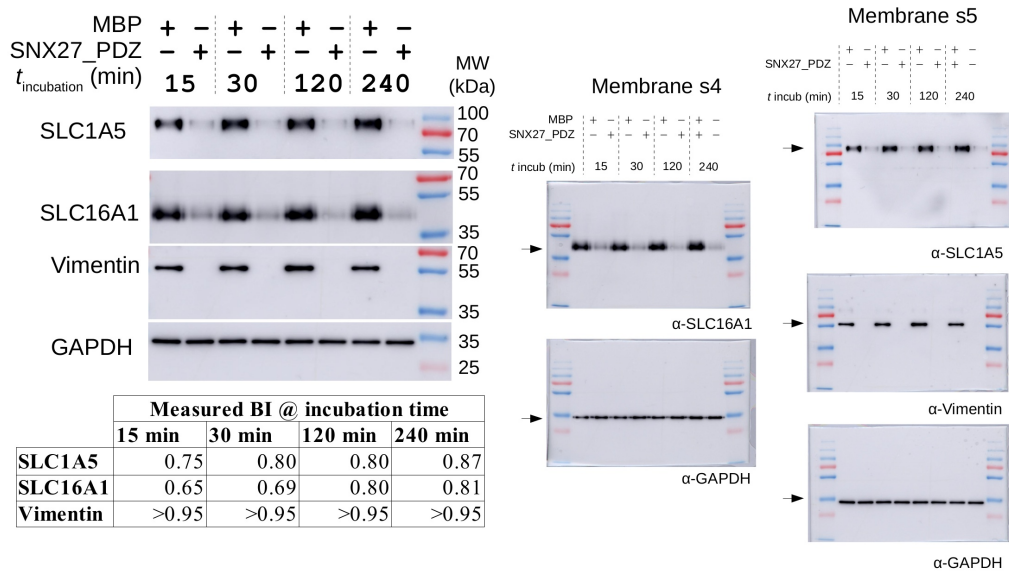 MBP + − + − + − + −
SNX27_PDZ − + − + − + − +
t incubation (min) 15 30 120 240
MW
(kDa)
SLC1A5
100
70
55
SLC16A1
70
55
35
Vimentin
70
55
35
GAPDH
35
25
Measured BI @ incubation time
15 min 30 min 120 min 240 min
SLC1A5 0.75 0.80 0.80 0.87
SLC16A1 0.65 0.69 0.80 0.81
Vimentin >0.95 >0.95 >0.95 >0.95
Membrane s4
MBP + − + − + − + −
SNX27_PDZ − + − + − + + −
t incub (min) 15 30 120 240
α-SLC16A1
α-GAPDH
Membrane s5
+ − + − + − + −
SNX27_PDZ − + − + − + + −
t incub (min) 15 30 120 240
α-SLC1A5
α-Vimentin
α-GAPDH